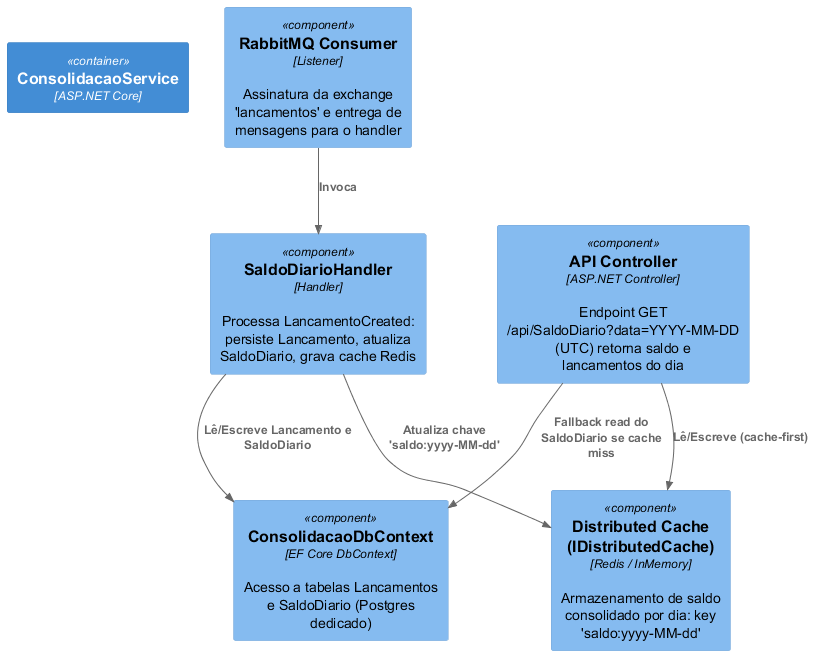 «container»
ConsolidacaoService
[ASP.NET Core]
«component»
RabbitMQ Consumer
[Listener]
Assinatura da exchange
'lancamentos' e entrega de
mensagens para o handler
Invoca
«component»
SaldoDiarioHandler
[Handler]
Processa LancamentoCreated:
persiste Lancamento, atualiza
SaldoDiario, grava cache Redis
«component»
API Controller
[ASP.NET Controller]
Endpoint GET
/api/SaldoDiario?data=YYYY-MM-DD
(UTC) retorna saldo e
lancamentos do dia
Lê/Escreve Lancamento e
SaldoDiario
Atualiza chave
'saldo:yyyy-MM-dd'
Fallback read do
SaldoDiario se cache
miss
Lê/Escreve (cache-first)
«component»
ConsolidacaoDbContext
[EF Core DbContext]
Acesso a tabelas Lancamentos
e SaldoDiario (Postgres
dedicado)
«component»
Distributed Cache
(IDistributedCache)
[Redis / InMemory]
Armazenamento de saldo
consolidado por dia: key
'saldo:yyyy-MM-dd'